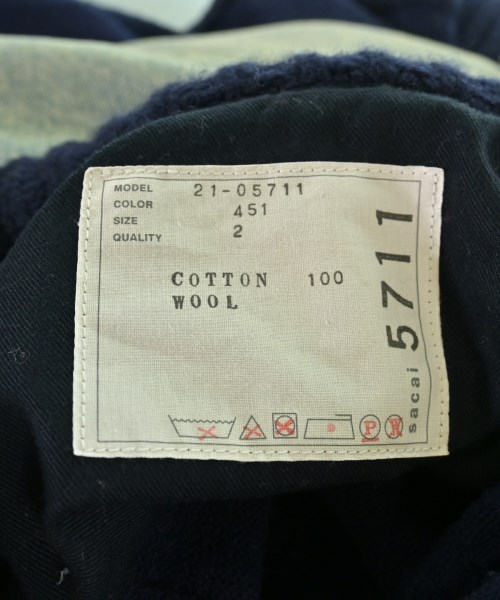 MODEL 21-05711
COLOR 451
SIZE 2
QUALITY
COTTON 100
WOOL
sacai 5711
P
W